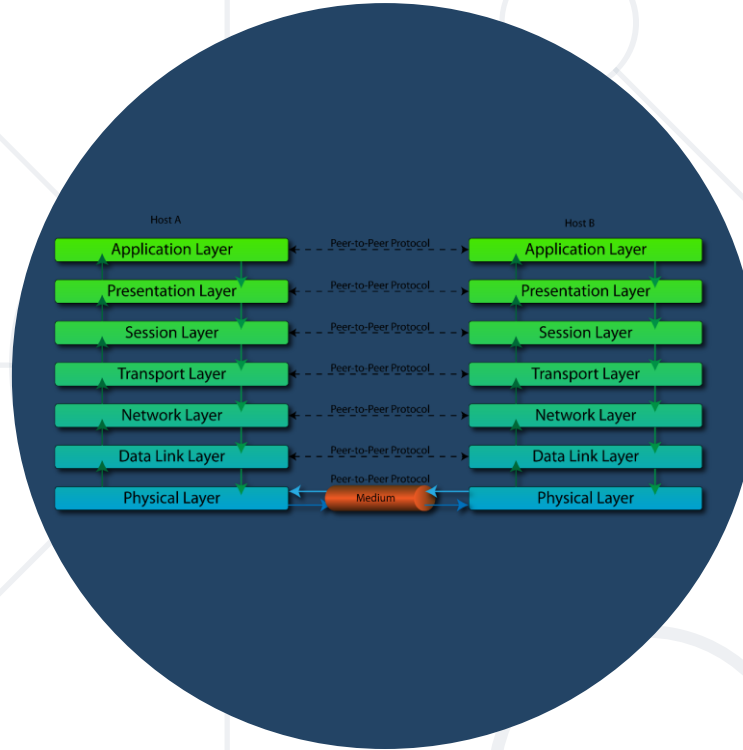 Host A
Host B
Application Layer
Peer-to-Peer Protocol
Application Layer
Presentation Layer
Peer-to-Peer Protocol
Presentation Layer
Session Layer
Peer-to-Peer Protocol
Session Layer
Transport Layer
Peer-to-Peer Protocol
Transport Layer
Network Layer
Peer-to-Peer Protocol
Network Layer
Data Link Layer
Peer-to-Peer Protocol
Data Link Layer
Peer-to-Peer Protocol
Physical Layer
Medium
Physical Layer